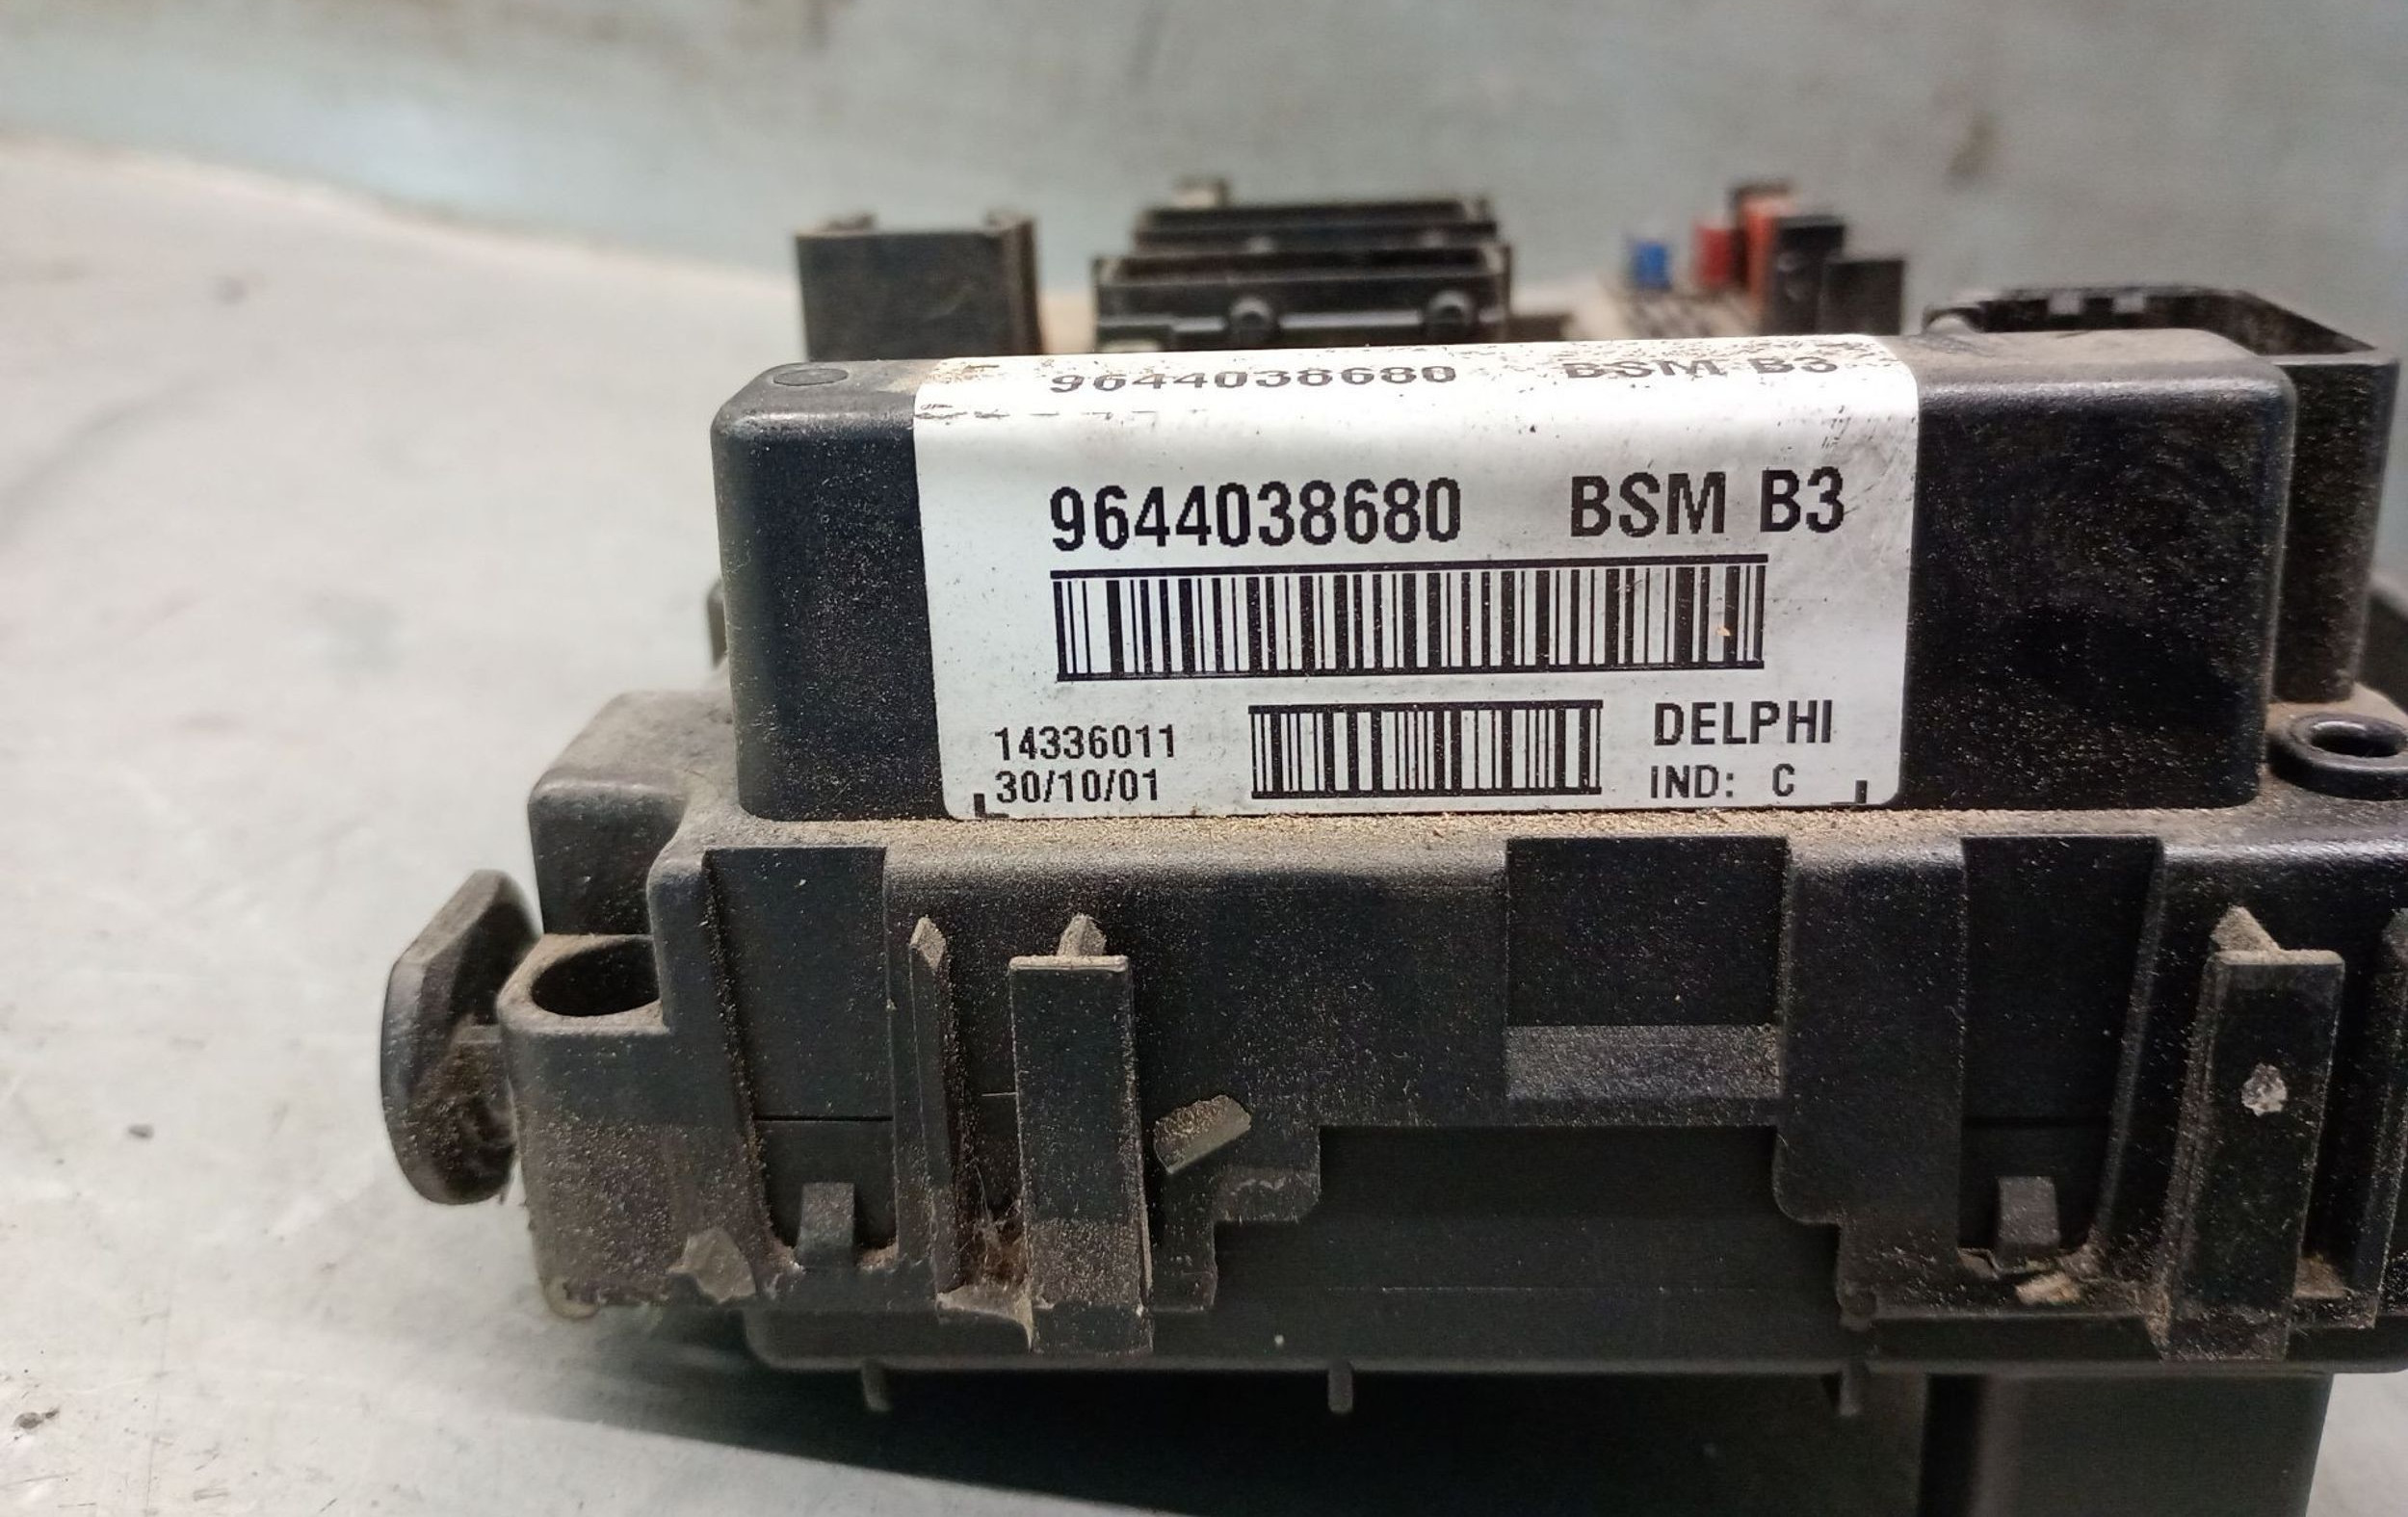 9644038680 BSM B3
9644038680 BSM B3
14336011
30/10/01
DELPHI
IND: C